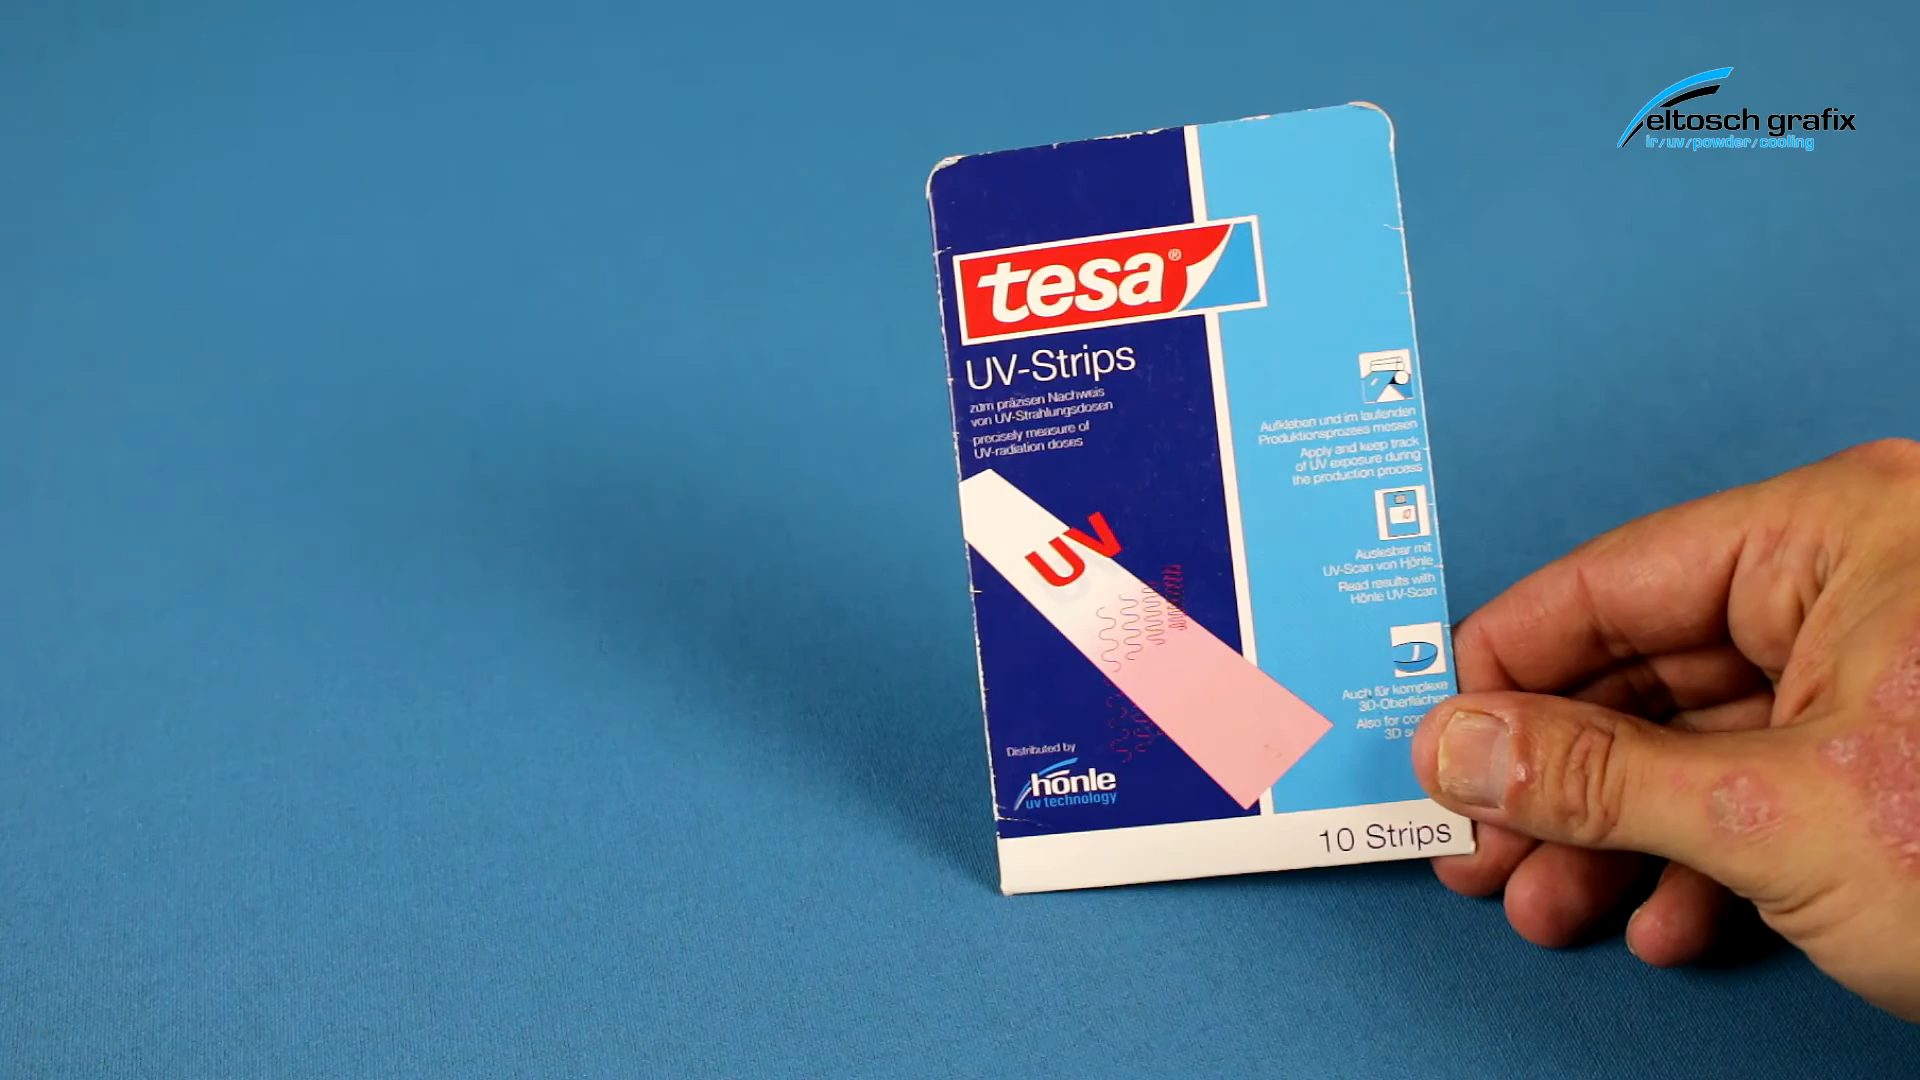 eltosch grafix
ir/uv/powder/cooling
tesa®
UV-Strips
zum präzisen Nachweis
von UV-Strahlungsdosen
precisely measure of
UV-radiation doses
UV
Distributed by
hönle
uv technology
Aufkleben und im laufenden
Produktionsprozess messen
Apply and keep track
of UV exposure during
the production process
10
Auslesbar mit
UV-Scan von Hönle
Read results with
Hönle UV-Scan
Auch für komplexe
3D-Oberflächen
Also for
3D
10 Strips